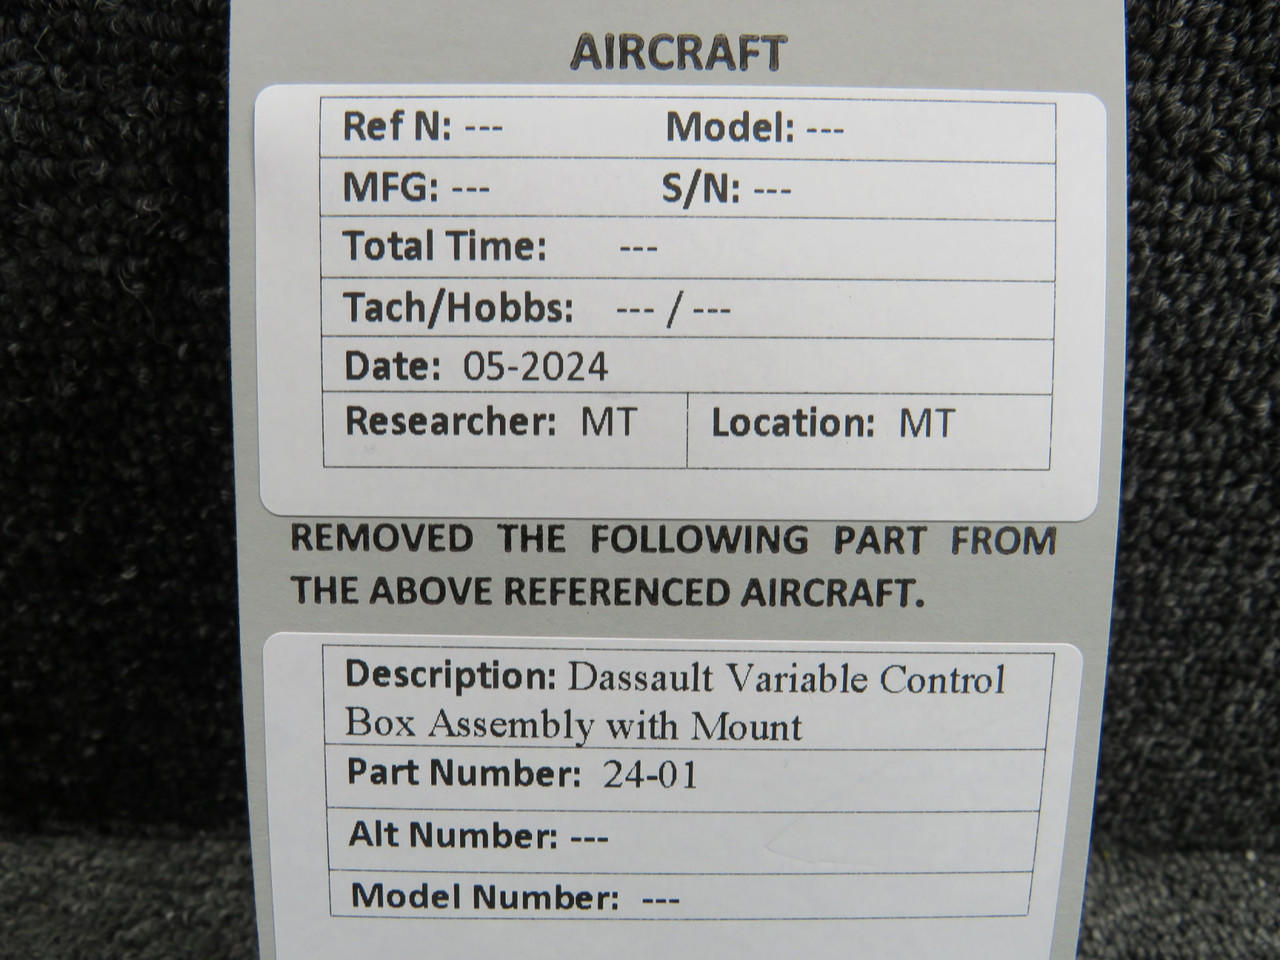 AIRCRAFT
Ref N: --- Model: ---
MFG: --- S/N: ---
Total Time: ---
Tach/Hobbs: --- / ---
Date: 05-2024
Researcher: MT Location: MT
REMOVED THE FOLLOWING PART FROM
THE ABOVE REFERENCED AIRCRAFT.
Description: Dassault Variable Control
Box Assembly with Mount
Part Number: 24-01
Alt Number: ---
Model Number: ---